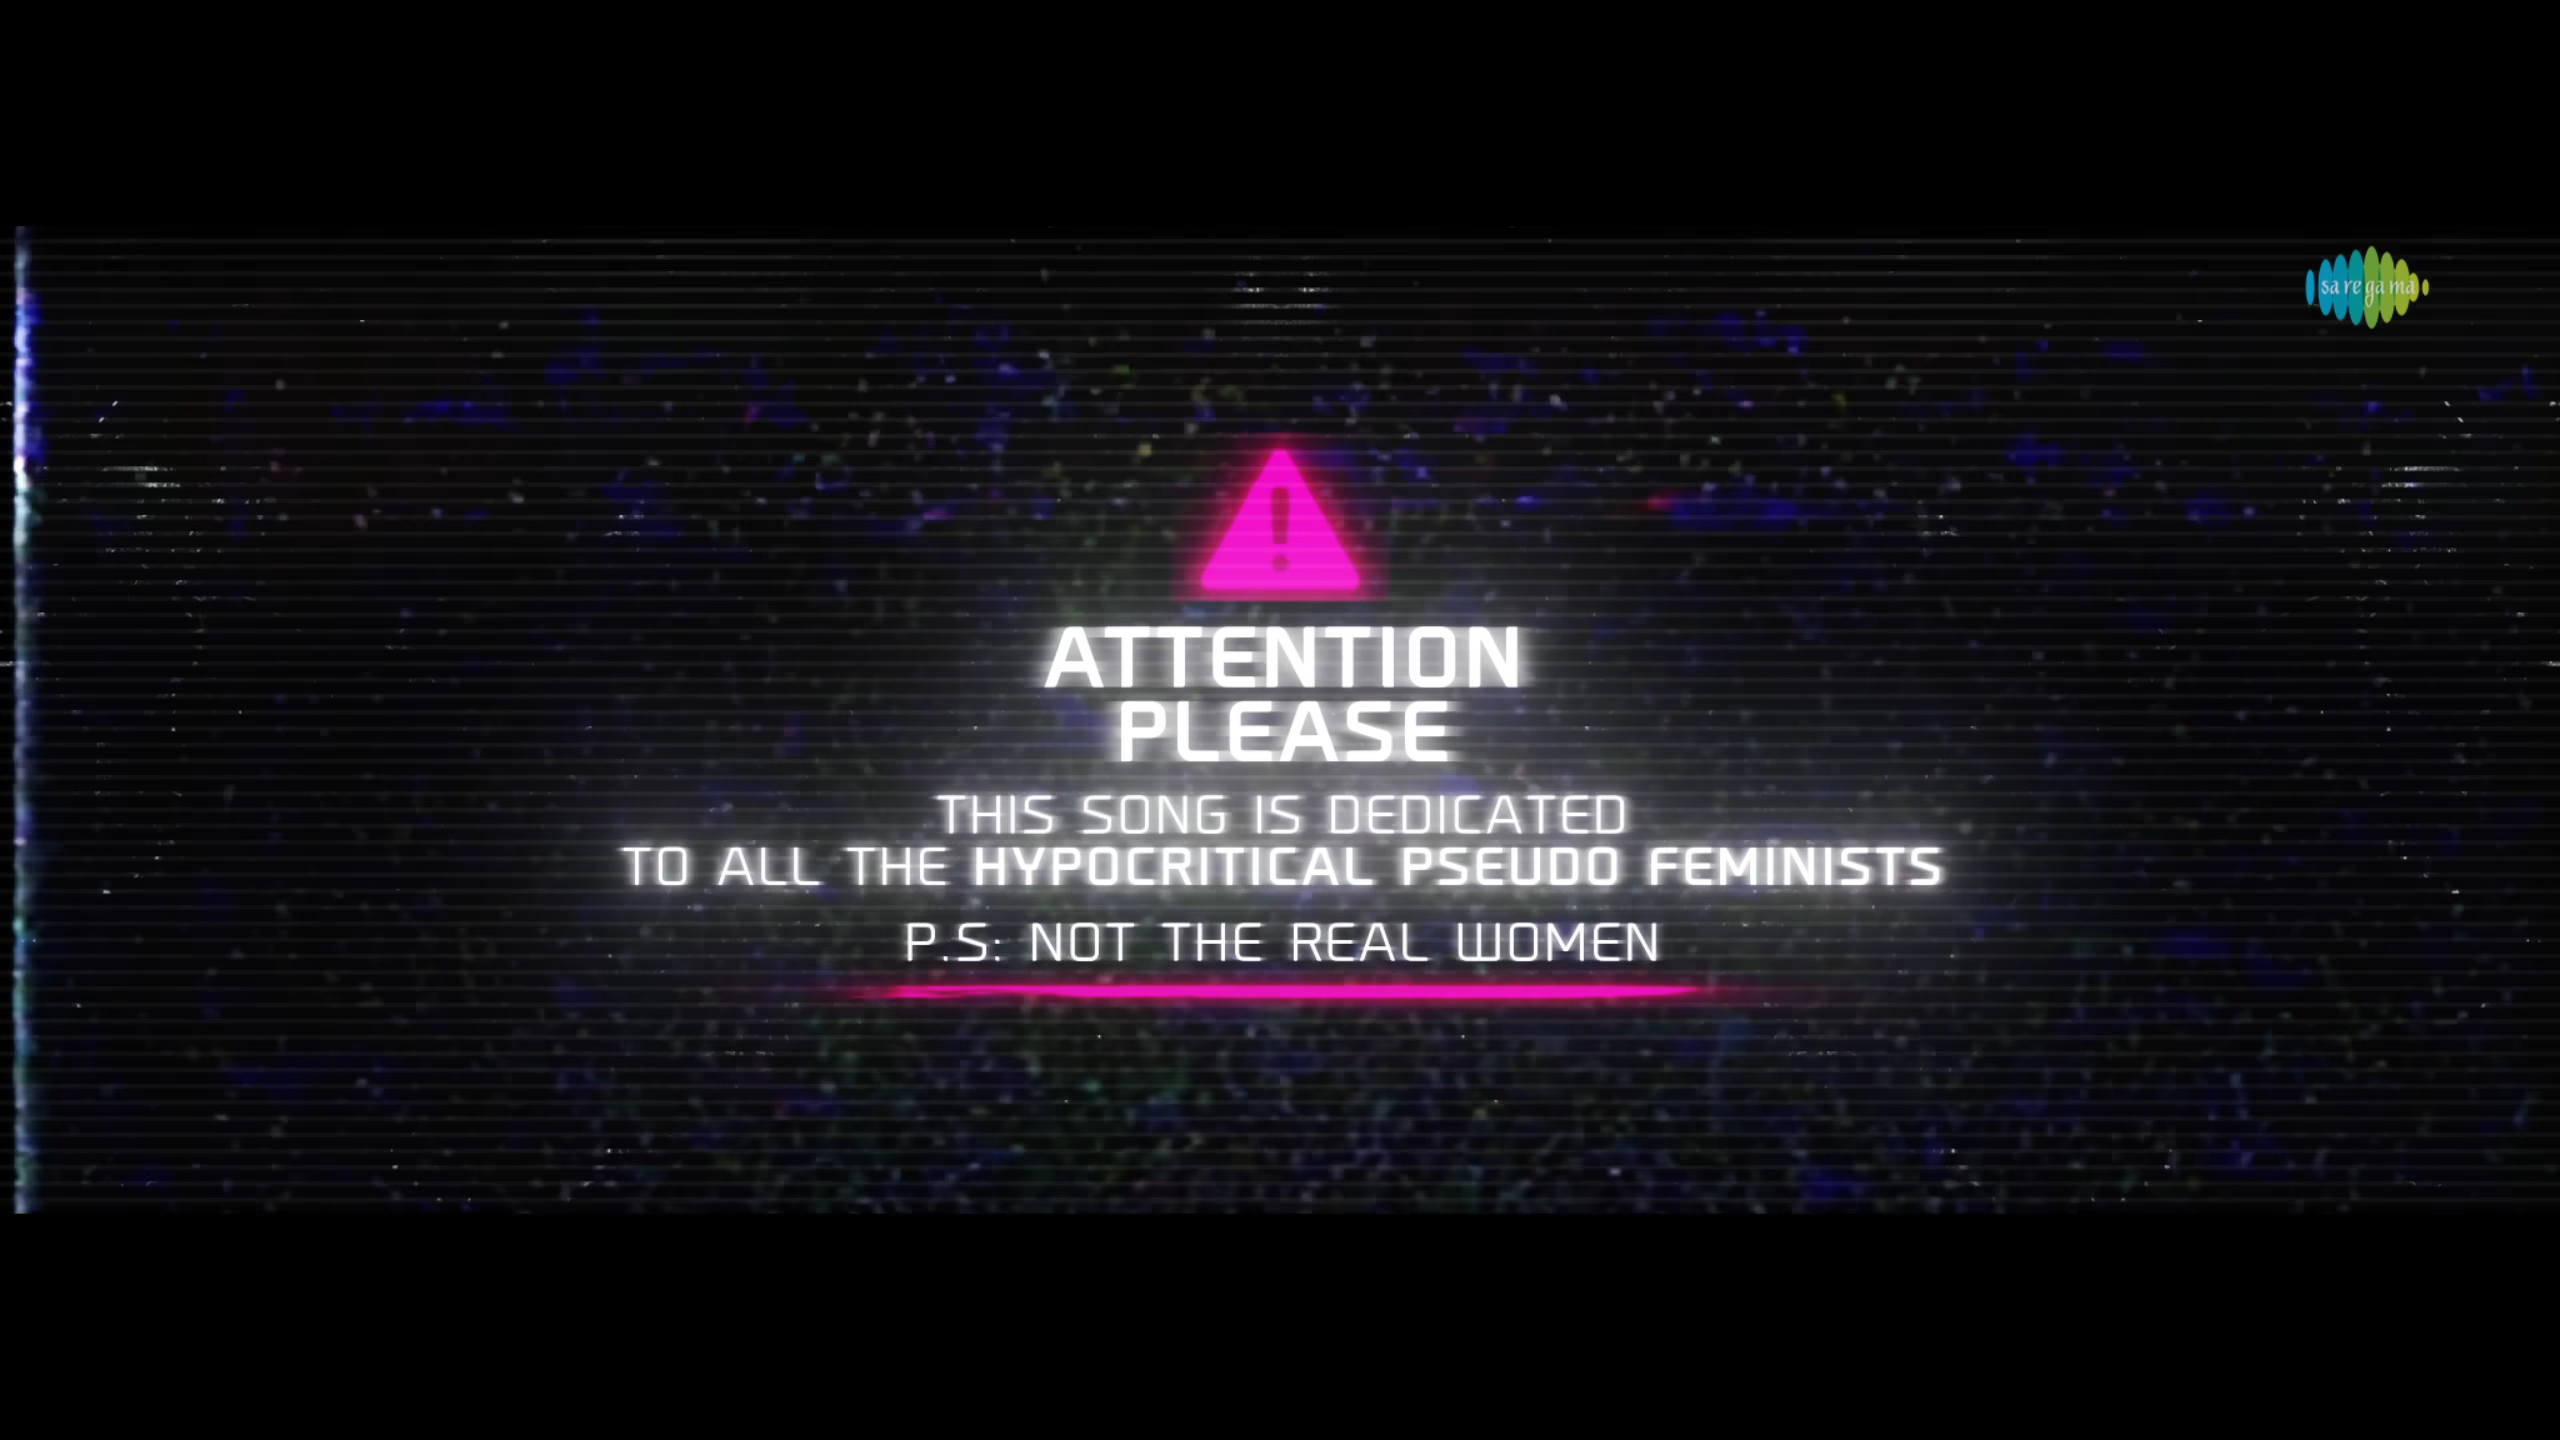 sa re ga ma
ATTENTION
PLEASE
THIS SONG IS DEDICATED
TO ALL THE HYPOCRITICAL PSEUDO FEMINISTS
P.S: NOT THE REAL WOMEN